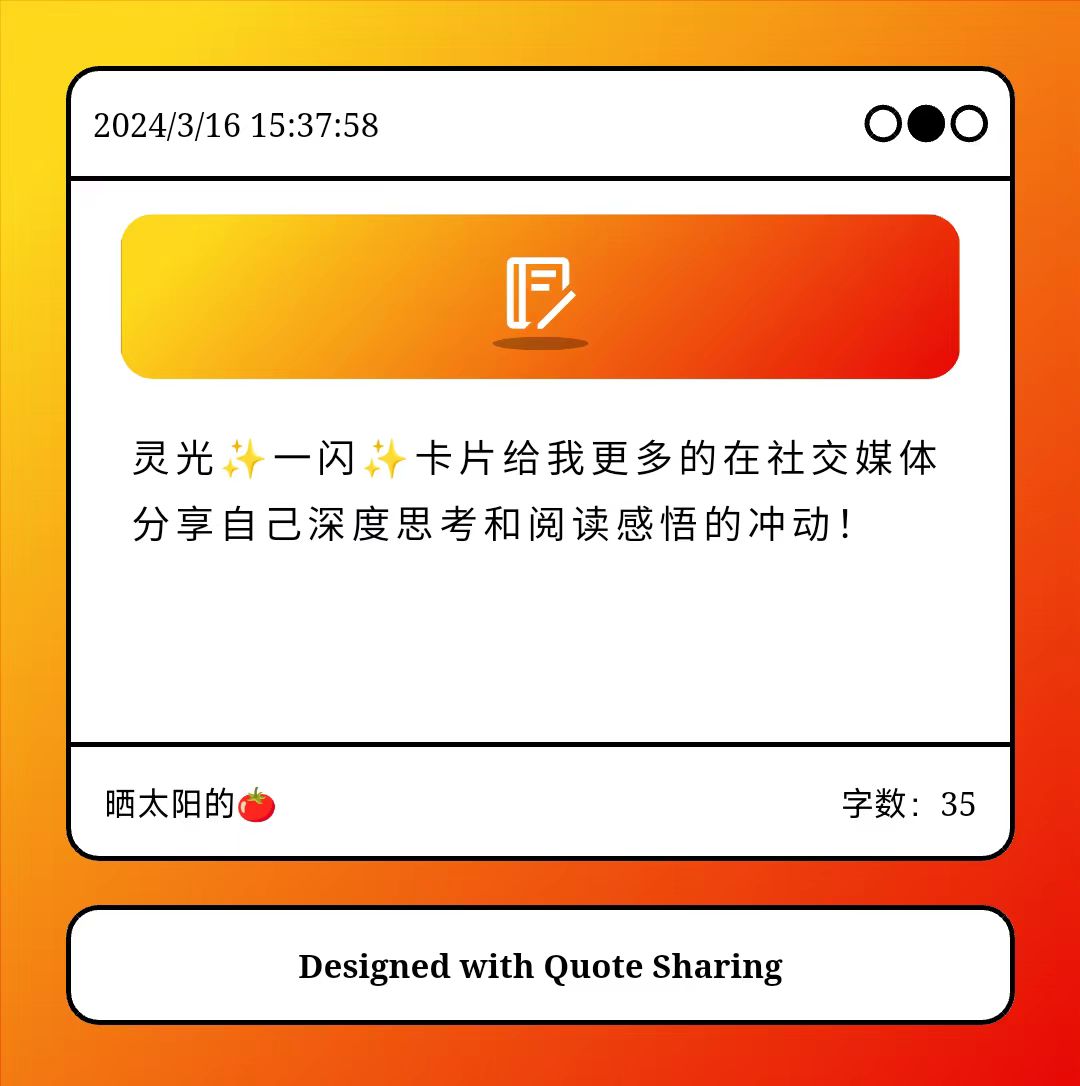 2024/3/16 15:37:58
灵光✨一闪✨卡片给我更多的在社交媒体
分享自己深度思考和阅读感悟的冲动！
晒太阳的🍅
字数：35
Designed with Quote Sharing